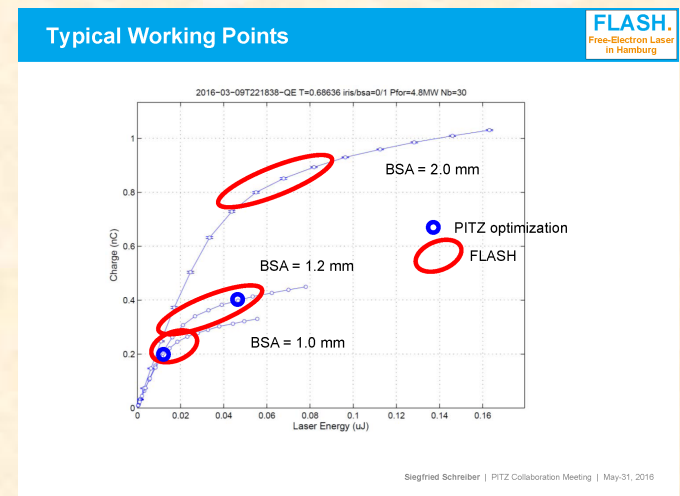 Typical Working Points
FLASH.
Free-Electron Laser
in Hamburg
2016-03-09T221838-QE T=0.68636 iris/bsa=0/1 Pfor=4.8MW Nb=30
1
0.8
0.6
0.4
0.2
0
Charge (nC)
BSA = 2.0 mm
PITZ optimization
FLASH
BSA = 1.2 mm
BSA = 1.0 mm
0 0.02 0.04 0.06 0.08 0.1 0.12 0.14 0.16
Laser Energy (uJ)
Siegfried Schreiber | PITZ Collaboration Meeting | May-31, 2016